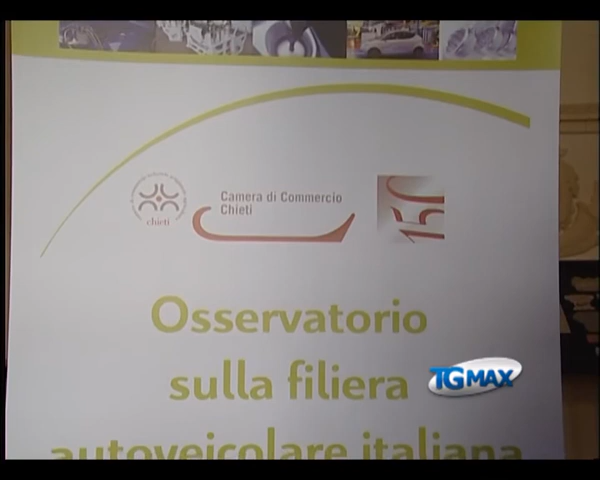 chieti
Camera di Commercio
Chieti
150
Osservatorio
sulla filiera
TGMAX
autoveicolare italiana